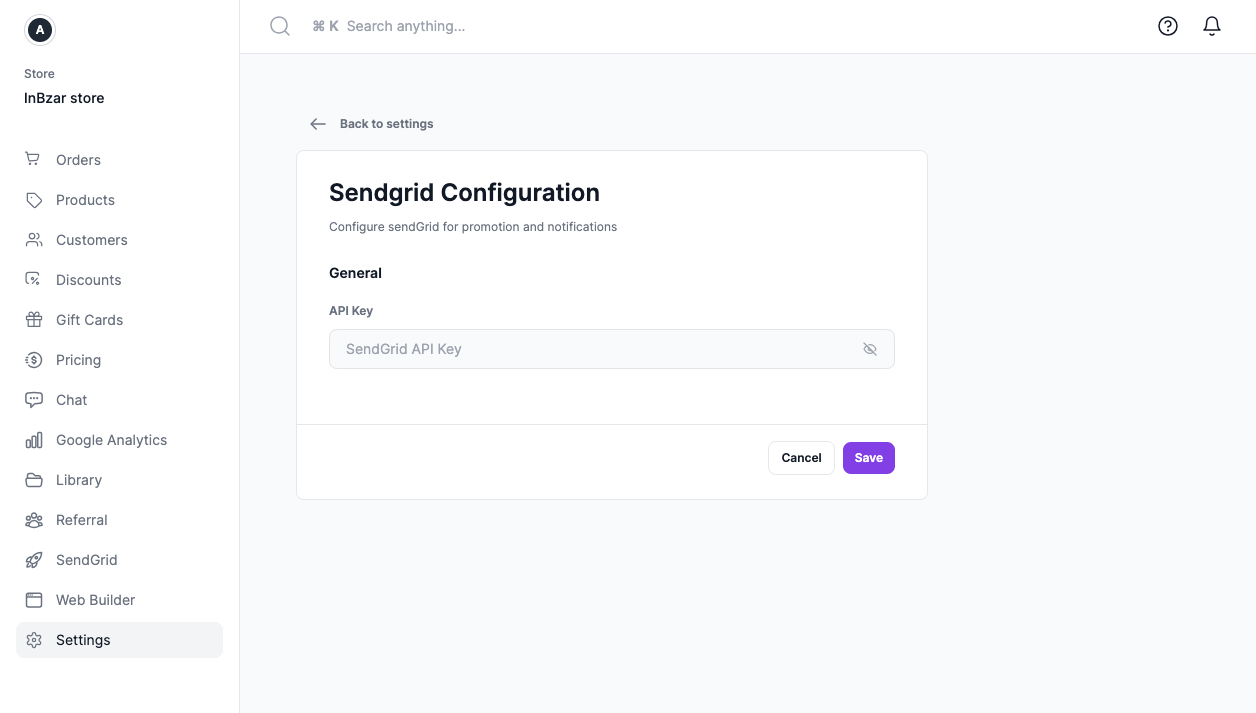 A
⌘ K Search anything...
Store
InBzar store
Orders
Products
Customers
Discounts
Gift Cards
Pricing
Chat
Google Analytics
Library
Referral
SendGrid
Web Builder
Settings
Back to settings
Sendgrid Configuration
Configure sendGrid for promotion and notifications
General
API Key
SendGrid API Key
Cancel Save